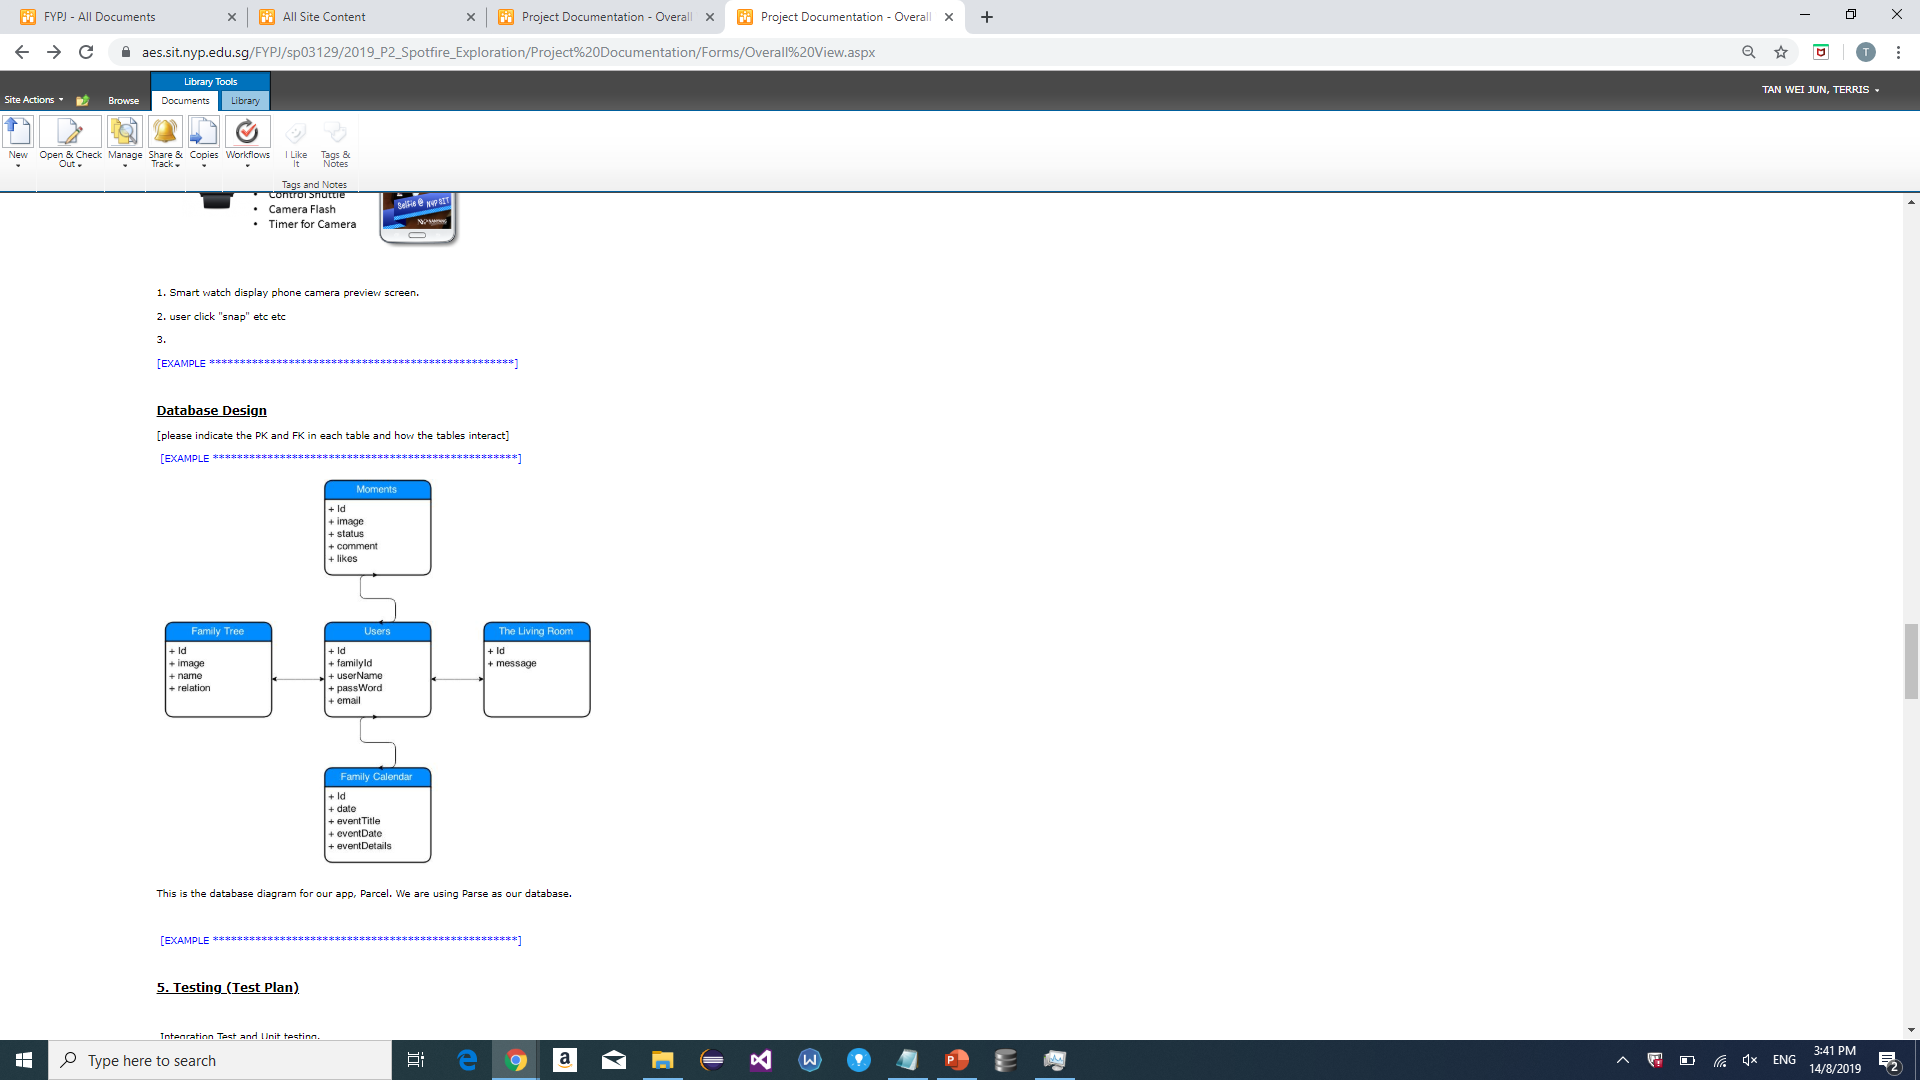 FYPJ - All Documents
All Site Content
Project Documentation - Overall
Project Documentation - Overall
aes.sit.nyp.edu.sg/FYPJ/sp03129/2019_P2_Spotfire_Exploration/Project%20Documentation/Forms/Overall%20View.aspx
T
Library Tools
Site Actions
Browse
Documents
Library
TAN WEI JUN, TERRIS
New
Open & Check Out
Manage
Share & Track
Copies
Workflows
I Like It
Tags & Notes
Tags and Notes
• Control Shuttle
• Camera Flash
• Timer for Camera
Selfie @ NYP SIT
1. Smart watch display phone camera preview screen.
2. user click "snap" etc etc
3.
[EXAMPLE **************************************************]
Database Design
[please indicate the PK and FK in each table and how the tables interact]
[EXAMPLE **************************************************]
Moments
+ Id
+ image
+ status
+ comment
+ likes
Family Tree
+ Id
+ image
+ name
+ relation
Users
+ Id
+ familyId
+ userName
+ passWord
+ email
The Living Room
+ Id
+ message
Family Calendar
+ Id
+ date
+ eventTitle
+ eventDate
+ eventDetails
This is the database diagram for our app, Parcel. We are using Parse as our database.
[EXAMPLE **************************************************]
5. Testing (Test Plan)
Integration Test and Unit testing.
Type here to search
ENG
3:41 PM
14/8/2019
2